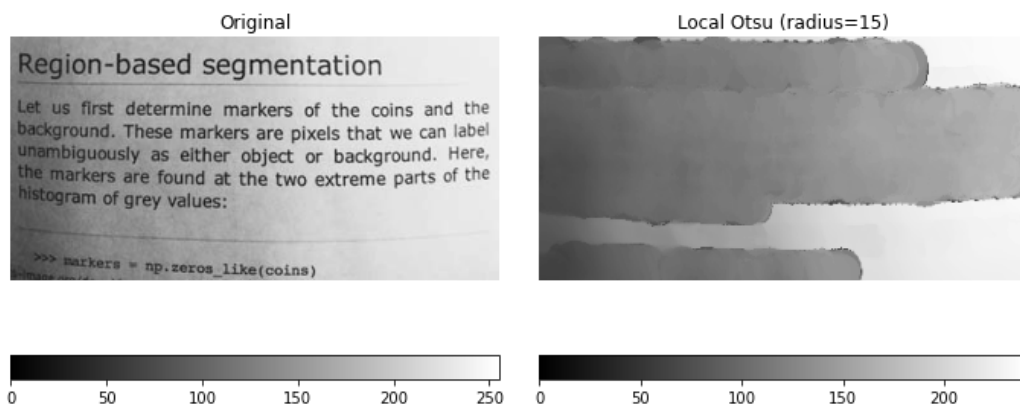 Original
Region-based segmentation
Let us first determine markers of the coins and the
background. These markers are pixels that we can label
unambiguously as either object or background. Here,
the markers are found at the two extreme parts of the
histogram of grey values:
>>> markers = np.zeros_like(coins)
0 50 100 150 200 250
Local Otsu (radius=15)
0 50 100 150 200